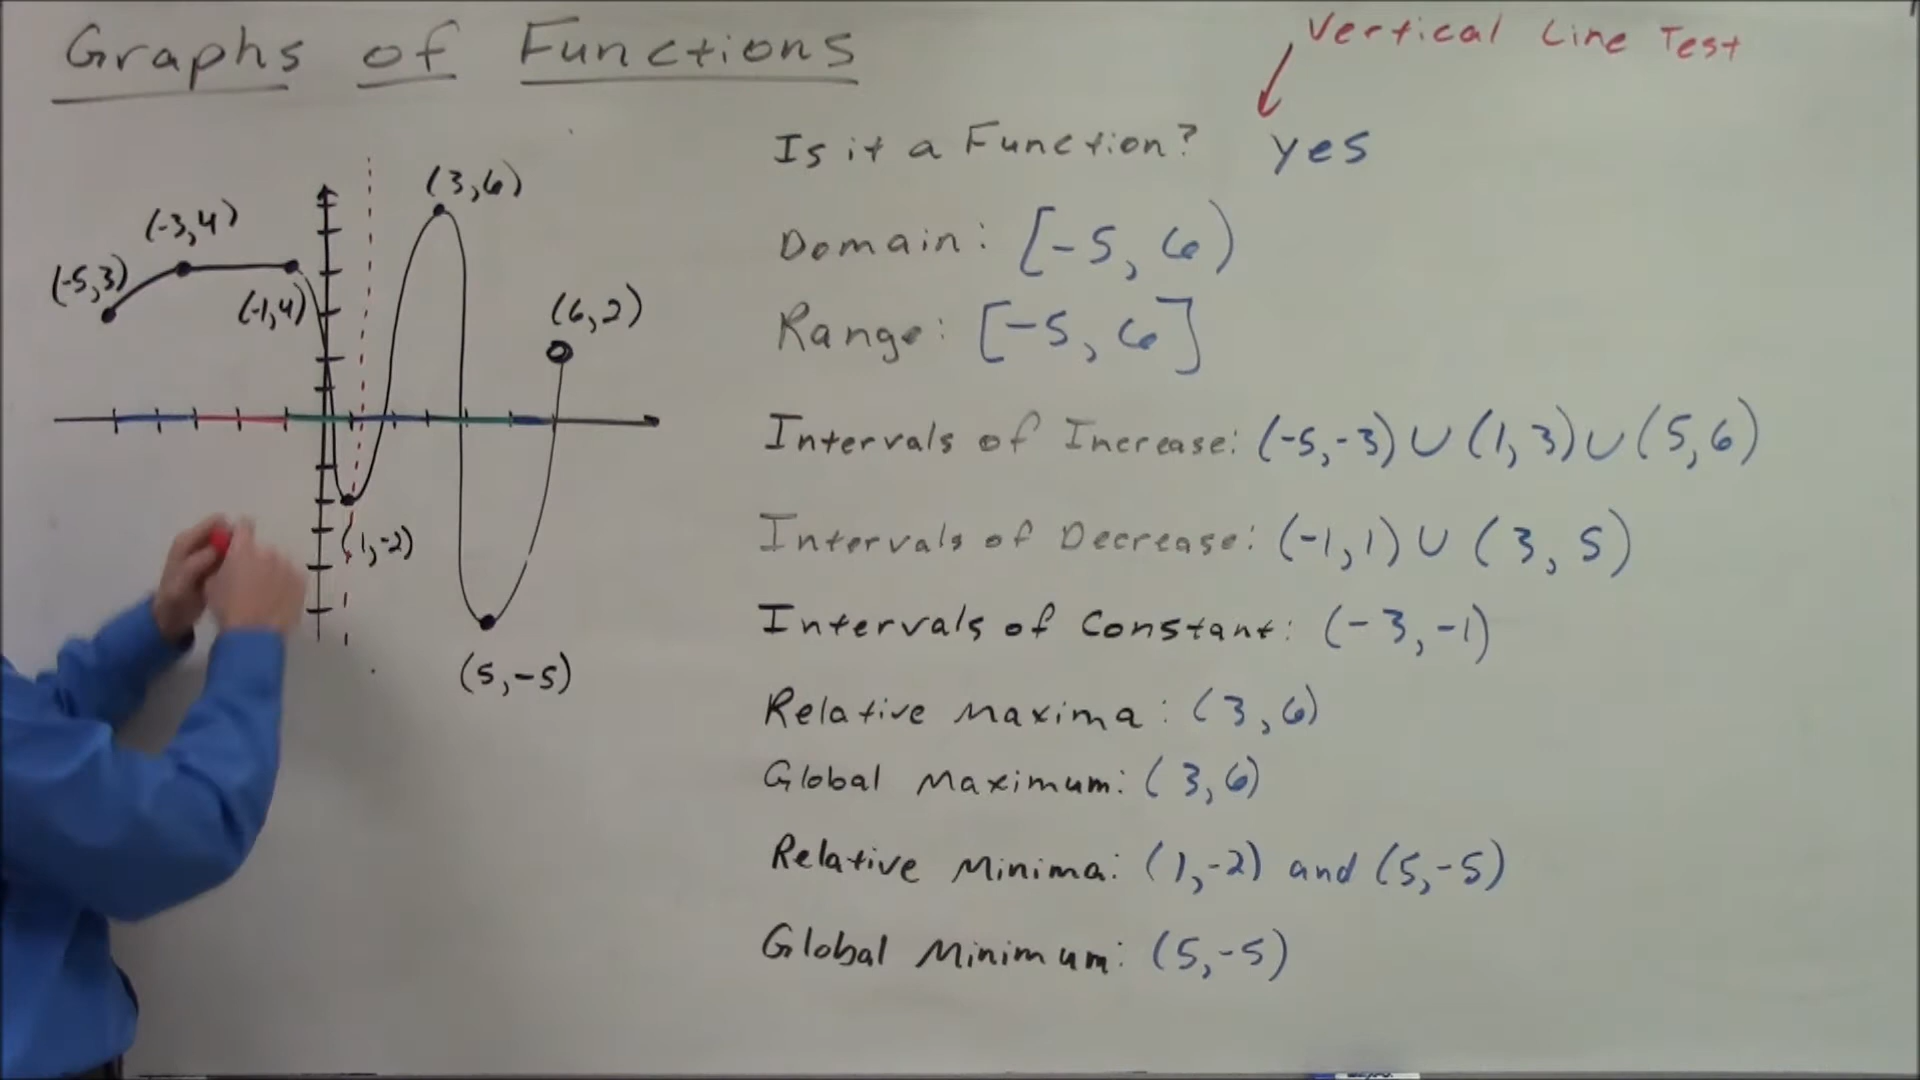 Graphs of Functions
Vertical Line Test
Is it a Function? yes
Domain: [-5, 6)
Range: [-5, 6]
Intervals of Increase: (-5,-3) ∪ (1,3) ∪ (5,6)
Intervals of Decrease: (-1,1) ∪ (3, 5)
Intervals of Constant: (-3,-1)
Relative Maxima: (3,6)
Global Maximum: (3,6)
Relative Minima: (1,-2) and (5,-5)
Global Minimum: (5,-5)
(3,6)
(-3,4)
(-5,3)
(-1,4)
(6,2)
(1,-2)
(5,-5)